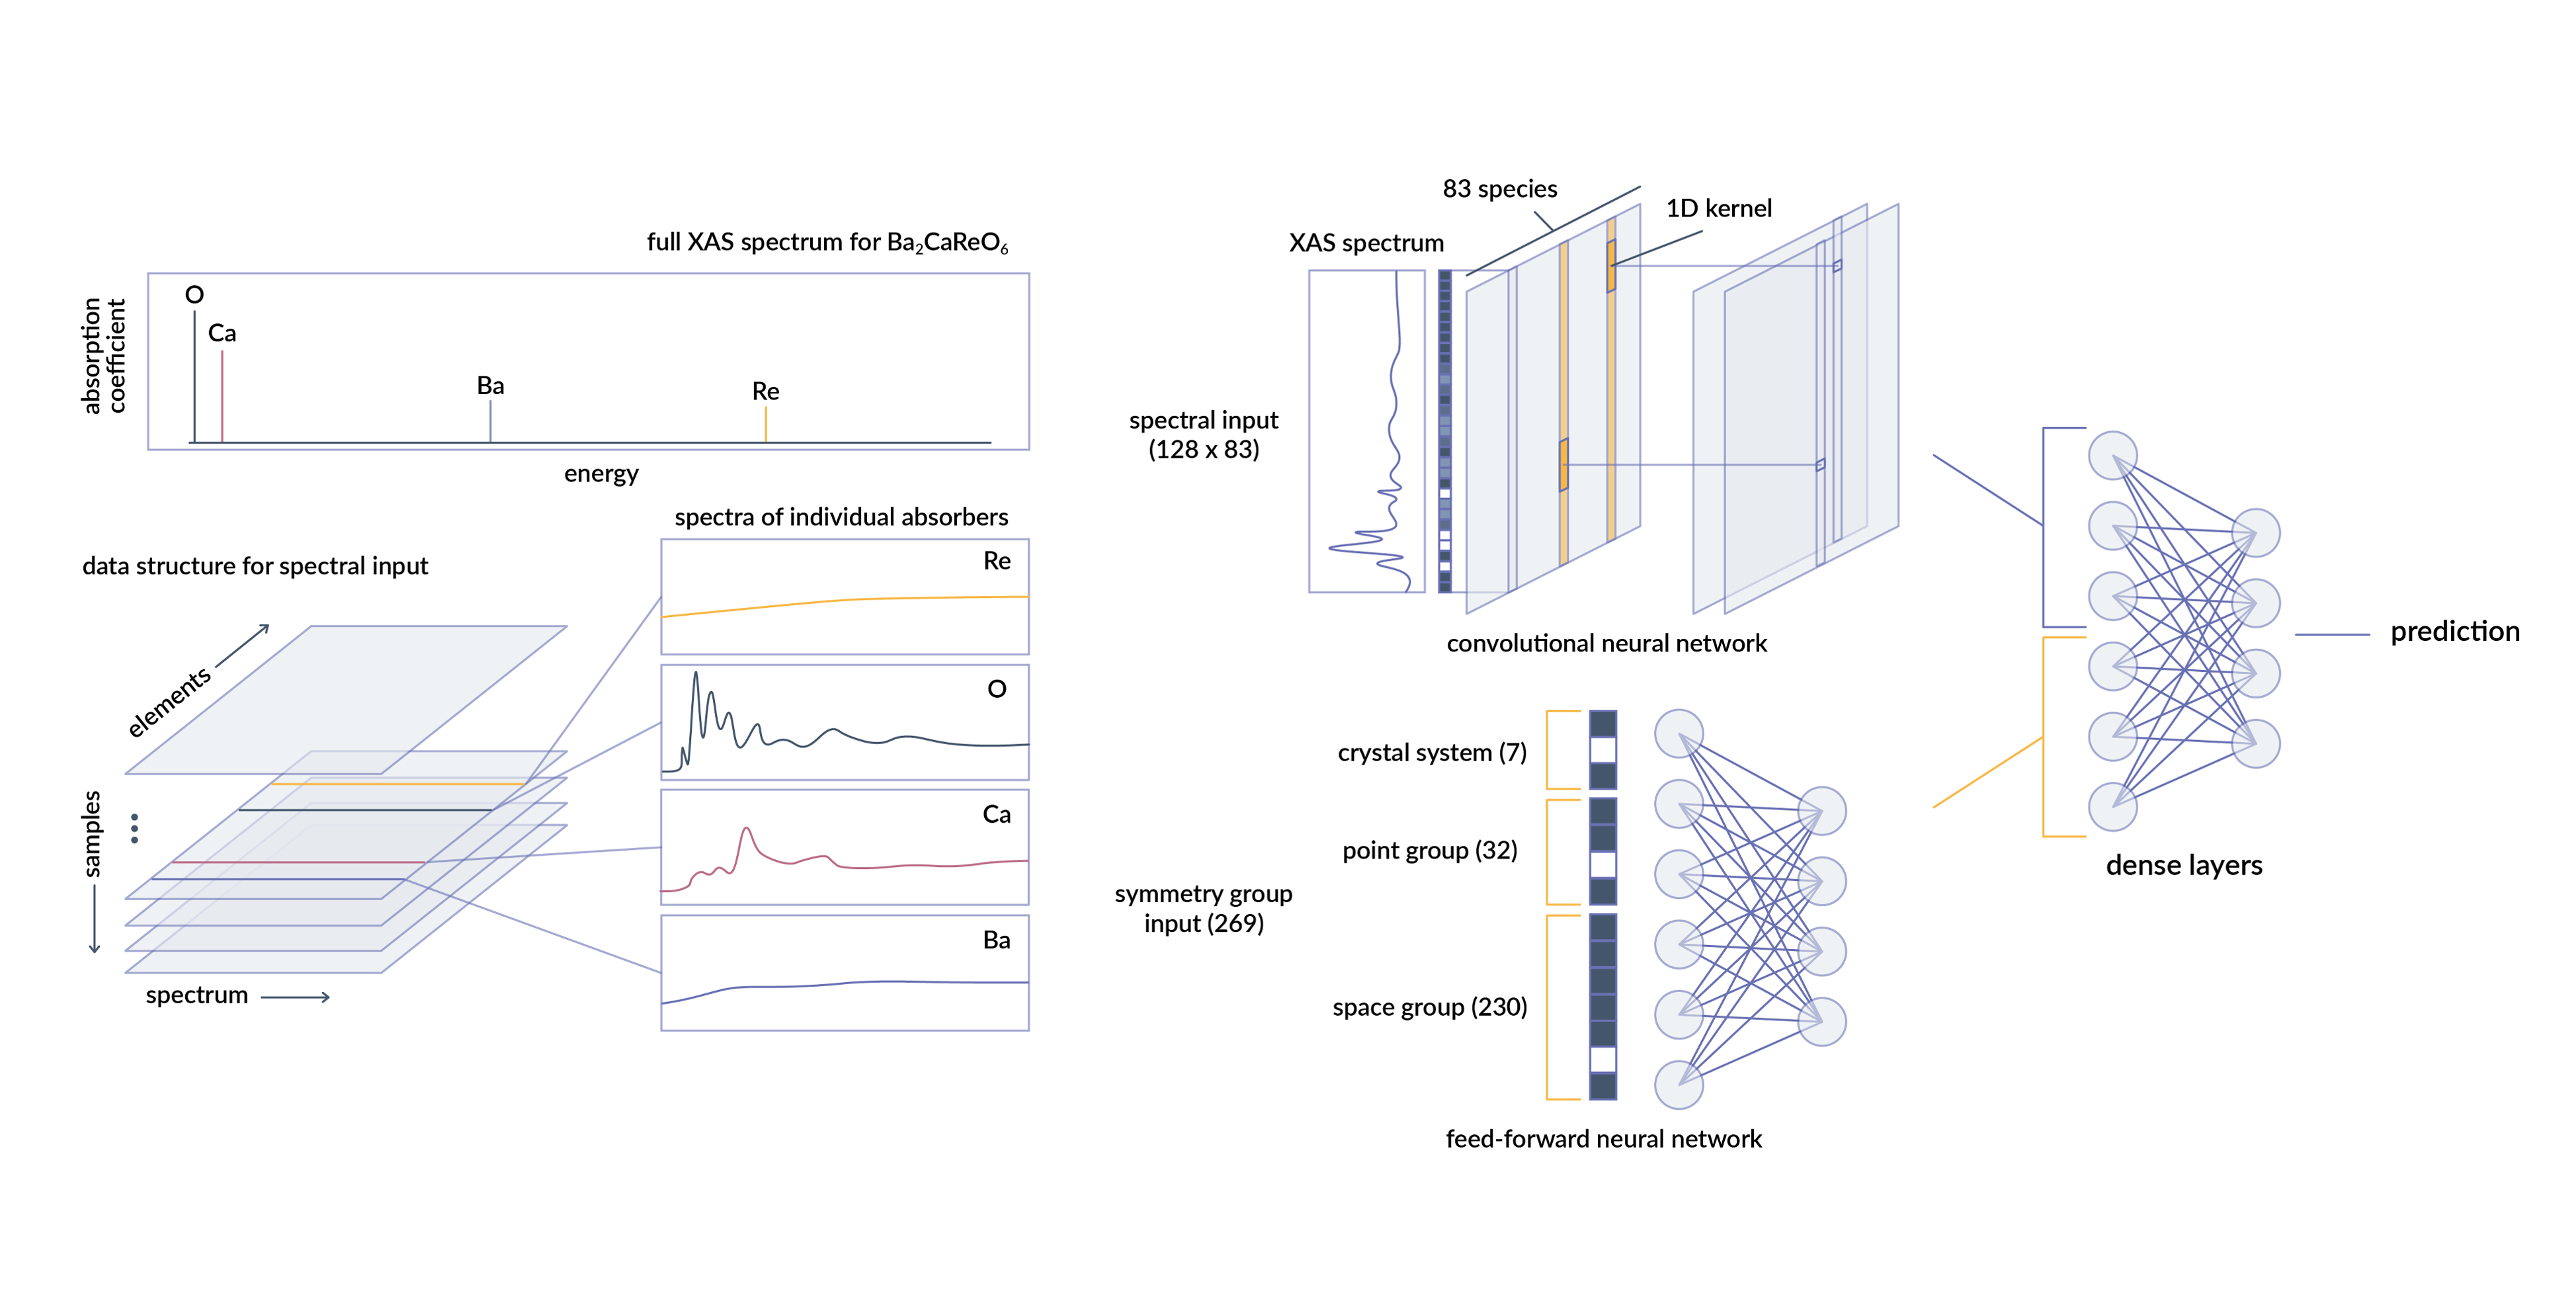 full XAS spectrum for Ba₂CaReO₆
absorption
coefficient
O
Ca
Ba
Re
energy
data structure for spectral input
elements
samples
spectrum
spectra of individual absorbers
Re
O
Ca
Ba
83 species
1D kernel
XAS spectrum
spectral input
(128 x 83)
convolutional neural network
symmetry group
input (269)
crystal system (7)
point group (32)
space group (230)
feed-forward neural network
dense layers
prediction